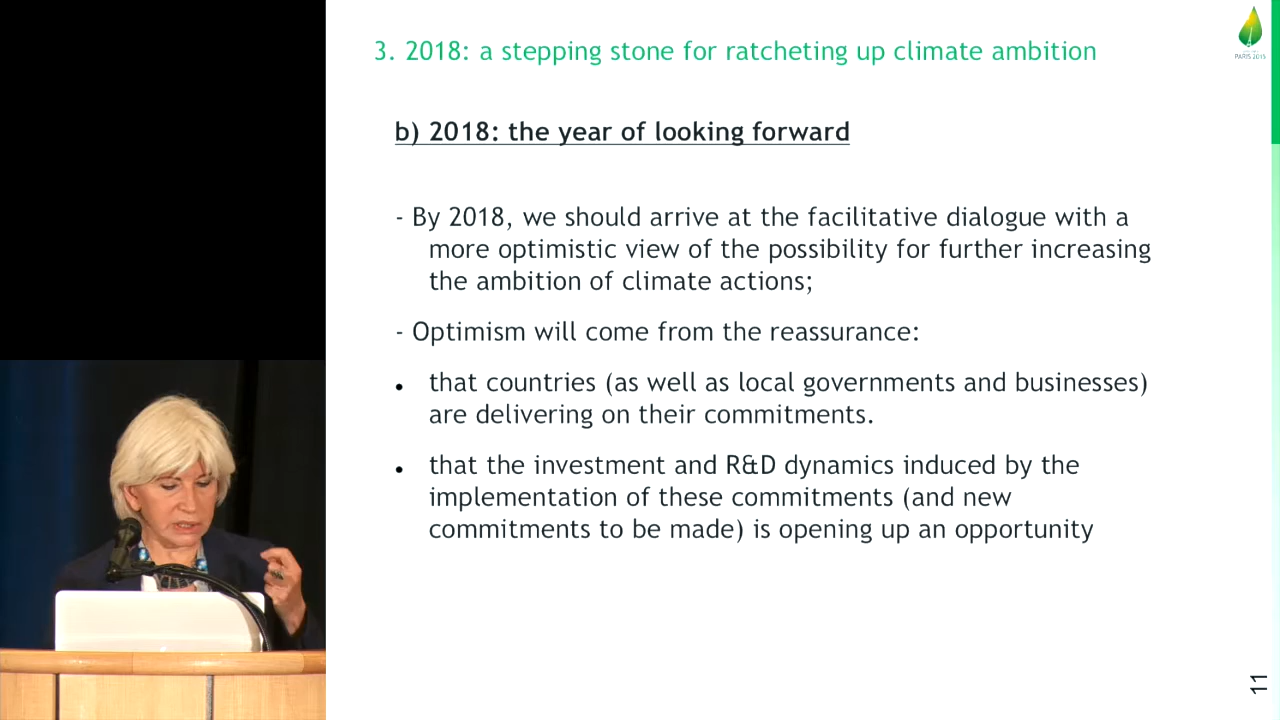 3. 2018: a stepping stone for ratcheting up climate ambition
PARIS 2015
b) 2018: the year of looking forward
- By 2018, we should arrive at the facilitative dialogue with a
more optimistic view of the possibility for further increasing
the ambition of climate actions;
- Optimism will come from the reassurance:
• that countries (as well as local governments and businesses)
are delivering on their commitments.
• that the investment and R&D dynamics induced by the
implementation of these commitments (and new
commitments to be made) is opening up an opportunity
11